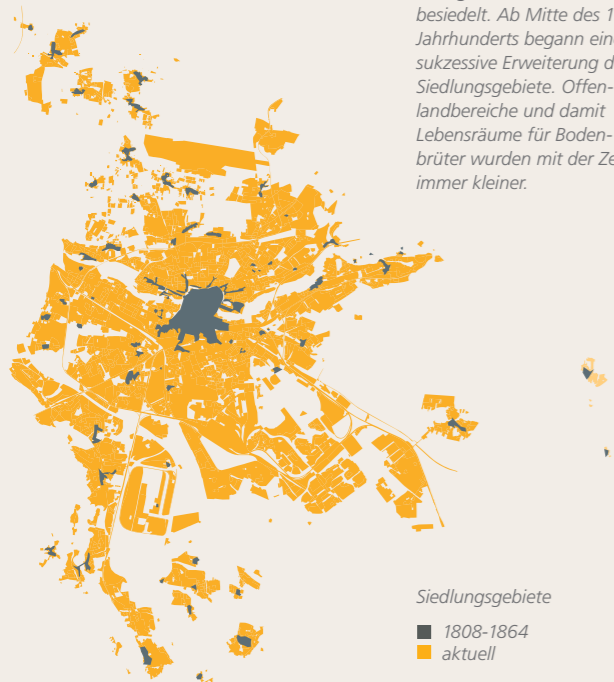 besiedelt. Ab Mitte des
Jahrhunderts begann
sukzessive Erweiterung
Siedlungsgebiete. Offen-
landbereiche und damit
Lebensräume für Boden-
brüter wurden mit der
immer kleiner.
Siedlungsgebiete
1808-1864
aktuell